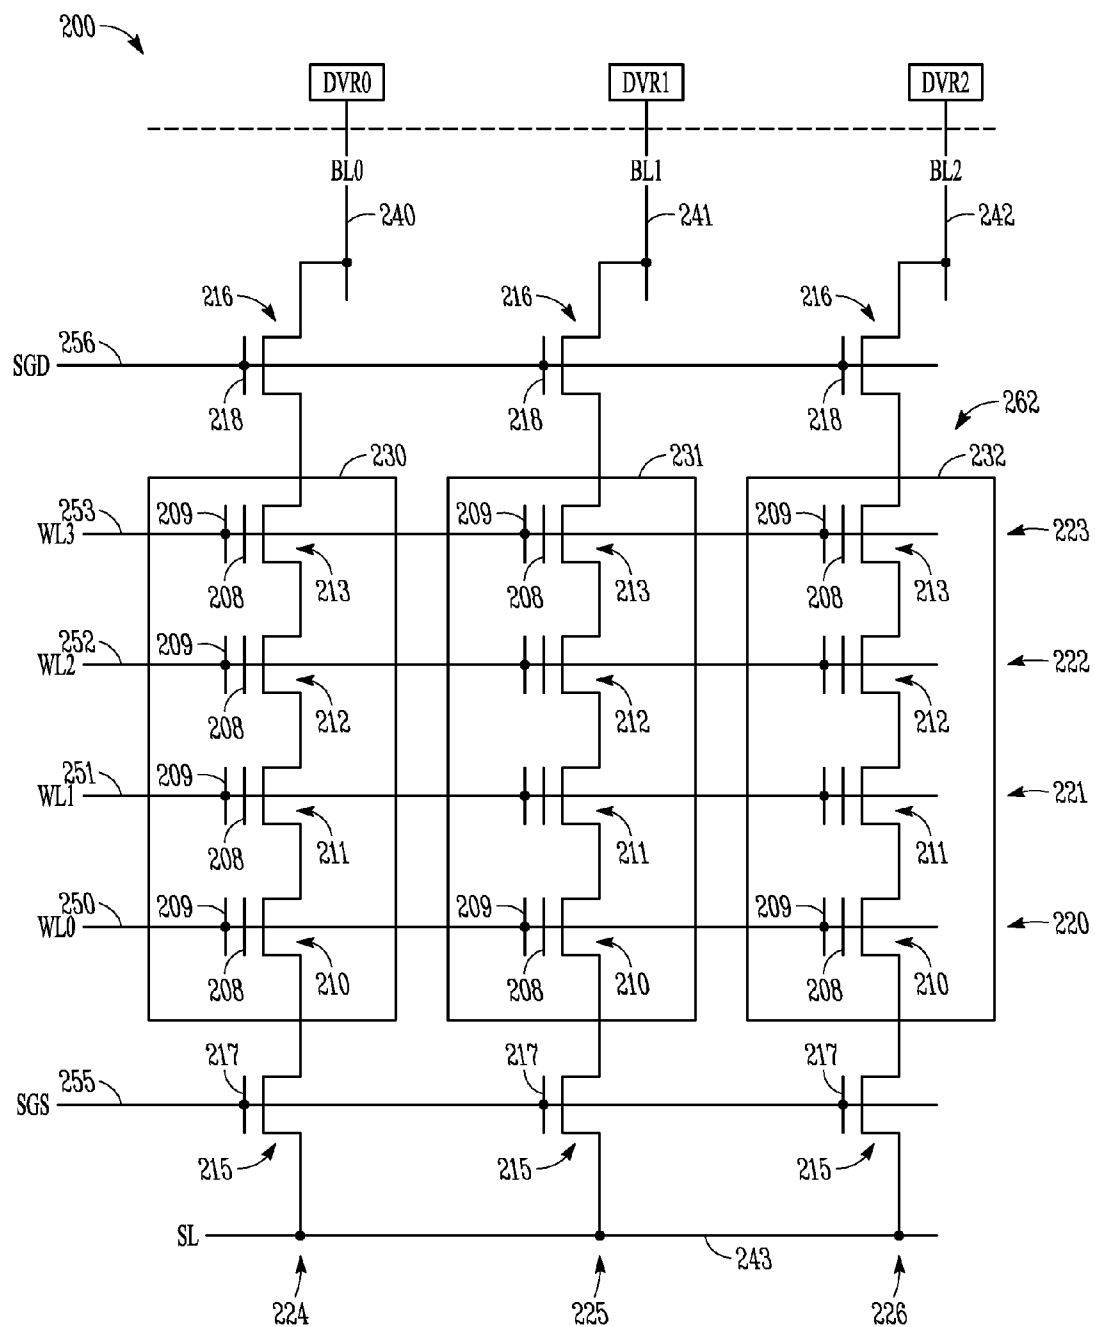 200
DVR0 DVR1 DVR2
BL0 BL1 BL2
240 241 242
216 216 216
256
SGD
218 218 218
262
230 231 232
253 209 209 209
WL3 223
208 213 208 213 208 213
252 209
WL2 222
208 212 212 212
251 209
WL1 221
208 211 211 211
250 209 209 209
WL0 220
208 210 208 210 208 210
217 217 217
255
SGS
215 215 215
SL
243
224 225 226